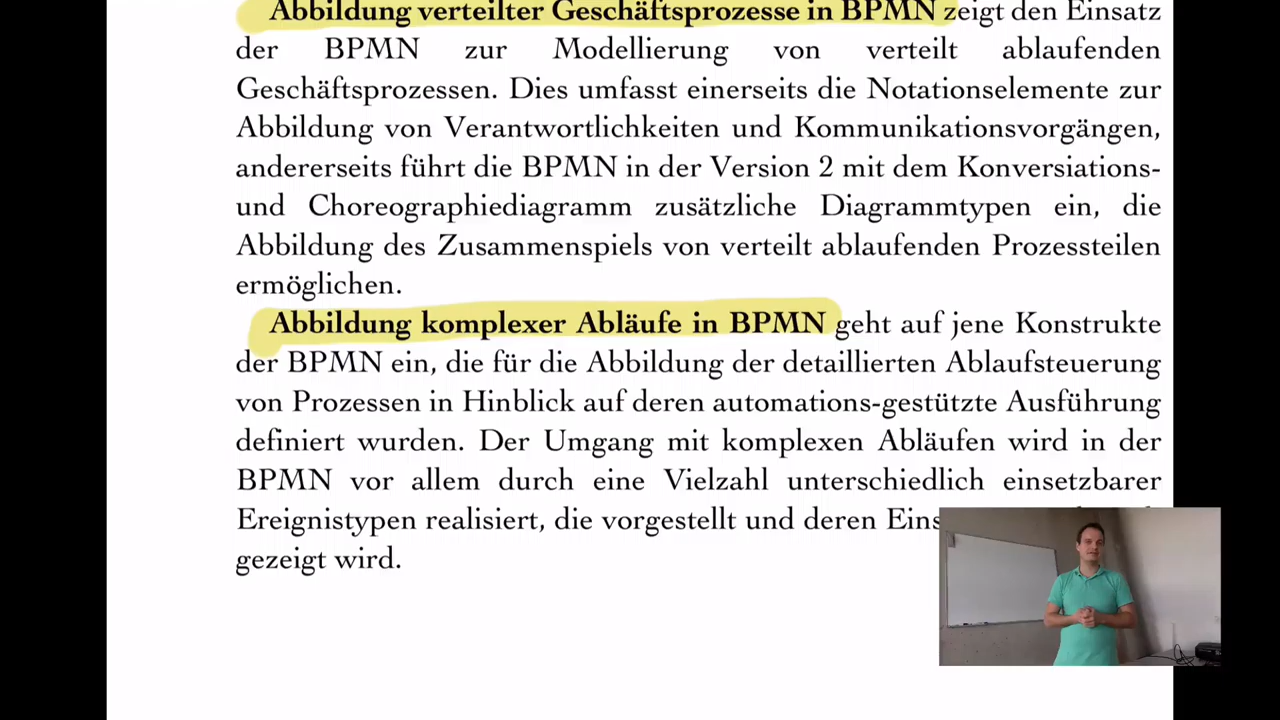 Abbildung verteilter Geschäftsprozesse in BPMN zeigt den Einsatz
der BPMN zur Modellierung von verteilt ablaufenden
Geschäftsprozessen. Dies umfasst einerseits die Notationselemente zur
Abbildung von Verantwortlichkeiten und Kommunikationsvorgängen,
andererseits führt die BPMN in der Version 2 mit dem Konversiations-
und Choreographiediagramm zusätzliche Diagrammtypen ein, die
Abbildung des Zusammenspiels von verteilt ablaufenden Prozessteilen
ermöglichen.
Abbildung komplexer Abläufe in BPMN geht auf jene Konstrukte
der BPMN ein, die für die Abbildung der detaillierten Ablaufsteuerung
von Prozessen in Hinblick auf deren automations-gestützte Ausführung
definiert wurden. Der Umgang mit komplexen Abläufen wird in der
BPMN vor allem durch eine Vielzahl unterschiedlich einsetzbarer
Ereignistypen realisiert, die vorgestellt und deren
gezeigt wird.